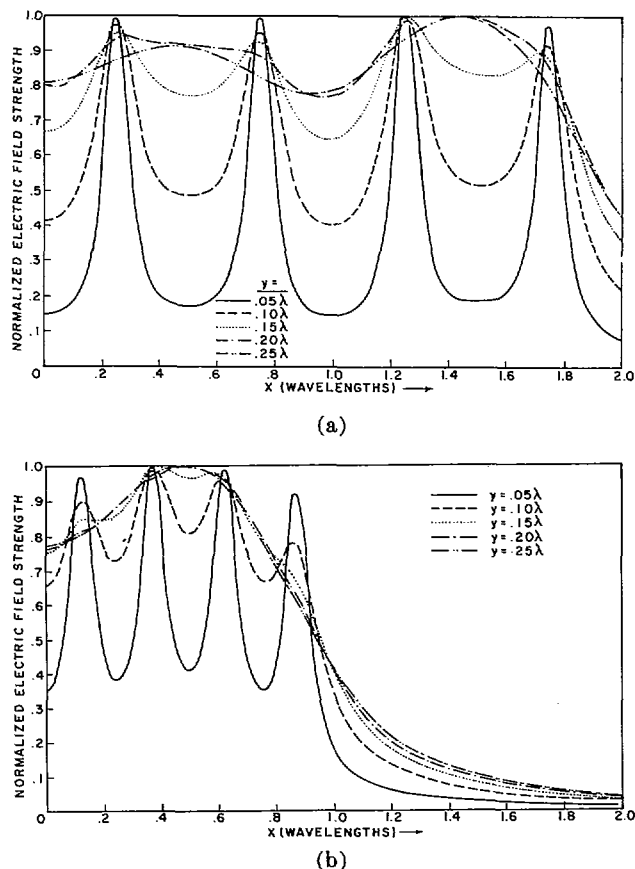 NORMALIZED ELECTRIC FIELD STRENGTH
1.0
.9
.8
.7
.6
.5
.4
.3
.2
.1
y =
.05λ
.10λ
.15λ
.20λ
.25λ
0 .2 .4 .6 .8 1.0 1.2 1.4 1.6 1.8 2.0
X (WAVELENGTHS)
(a)
NORMALIZED ELECTRIC FIELD STRENGTH
1.0
.9
.8
.7
.6
.5
.4
.3
.2
.1
y = .05λ
y = .10λ
y = .15λ
y = .20λ
y = .25λ
0 .2 .4 .6 .8 1.0 1.2 1.4 1.6 1.8 2.0
X (WAVELENGTHS)
(b)